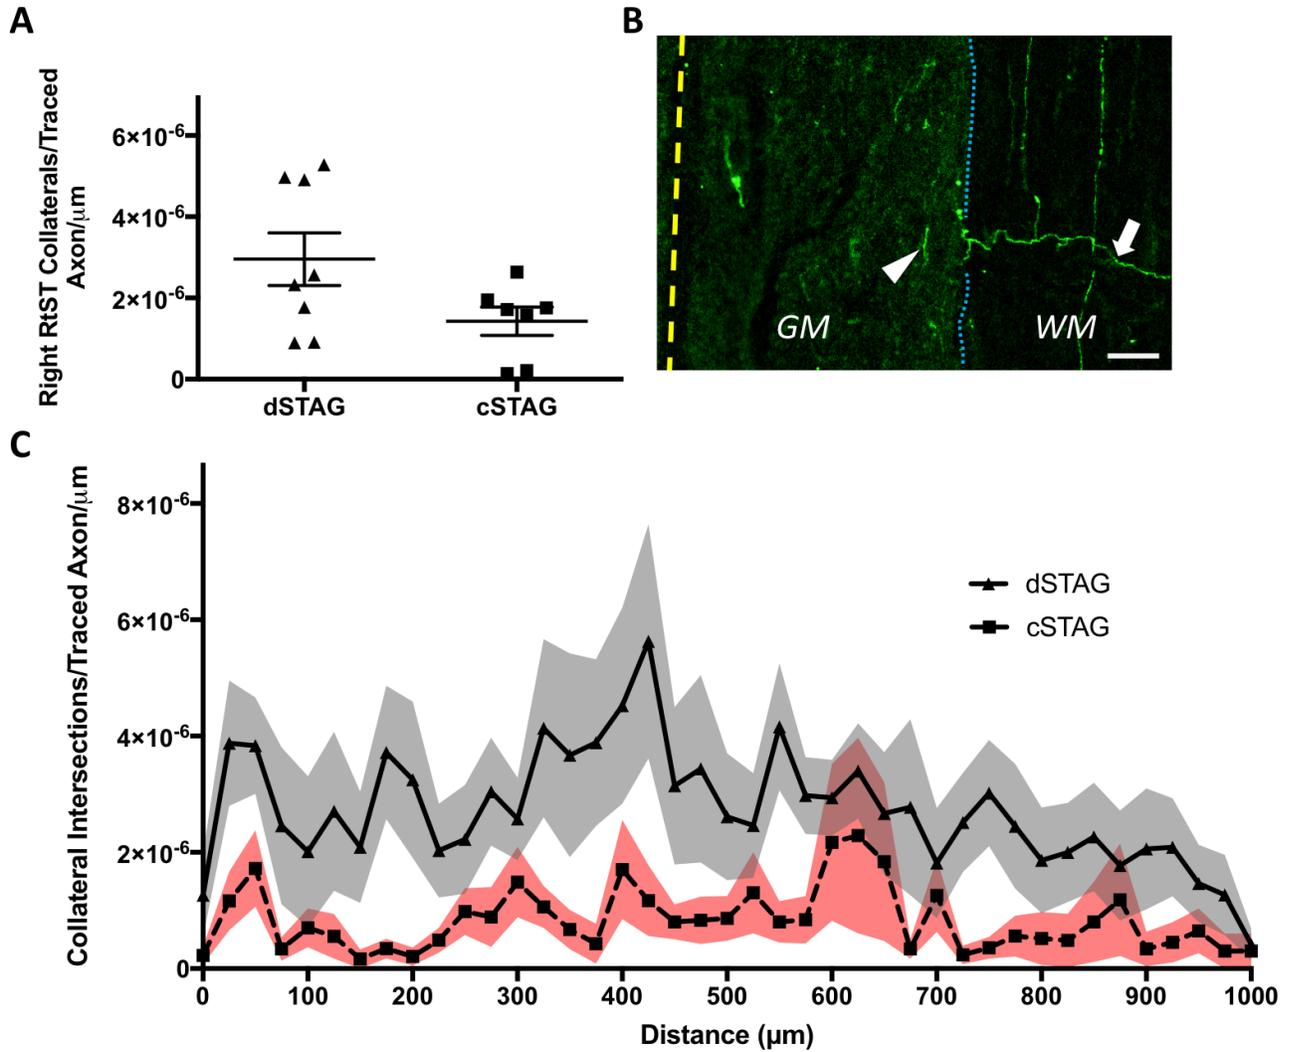 A
Right RtST Collaterals/Traced
Axon/μm
6×10-6
4×10-6
2×10-6
0
dSTAG
cSTAG
B
GM
WM
C
Collateral Intersections/Traced Axon/μm
8×10-6
6×10-6
4×10-6
2×10-6
0
dSTAG
cSTAG
0 100 200 300 400 500 600 700 800 900 1000
Distance (μm)